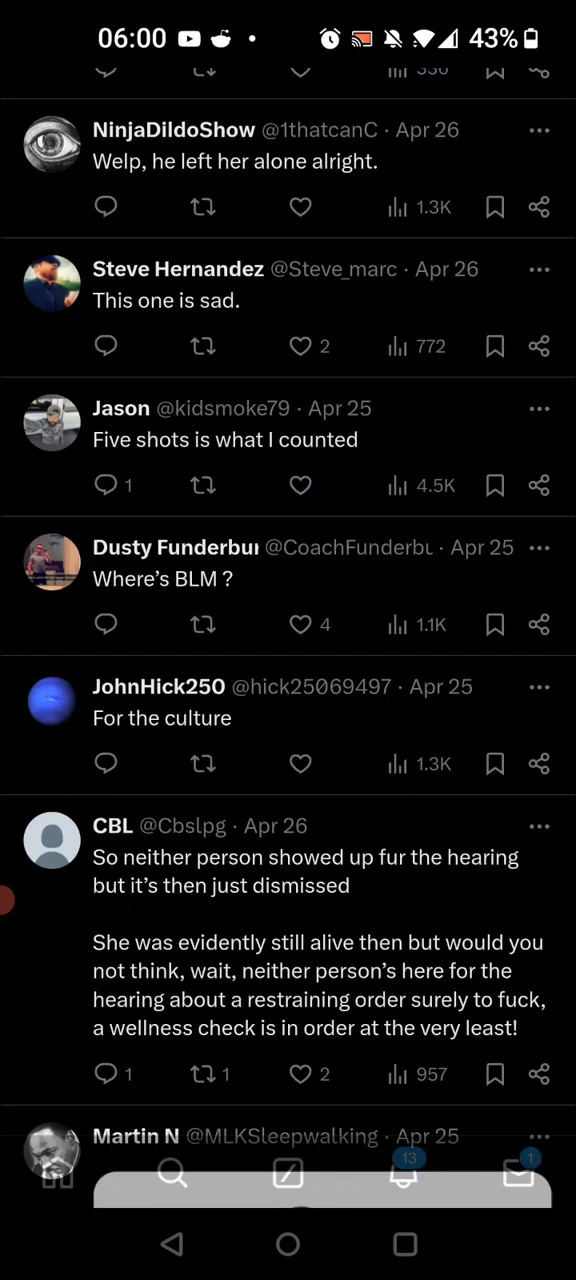 06:00 43%
336
NinjaDildoShow @1thatcanC · Apr 26
Welp, he left her alone alright.
1.3K
Steve Hernandez @Steve_marc · Apr 26
This one is sad.
2 772
Jason @kidsmoke79 · Apr 25
Five shots is what I counted
1 4.5K
Dusty Funderbur @CoachFunderbu · Apr 25
Where's BLM ?
4 1.1K
JohnHick250 @hick25069497 · Apr 25
For the culture
1.3K
CBL @Cbslpg · Apr 26
So neither person showed up fur the hearing
but it's then just dismissed
She was evidently still alive then but would you
not think, wait, neither person's here for the
hearing about a restraining order surely to fuck,
a wellness check is in order at the very least!
1 1 2 957
Martin N @MLKSleepwalking · Apr 25
13 1